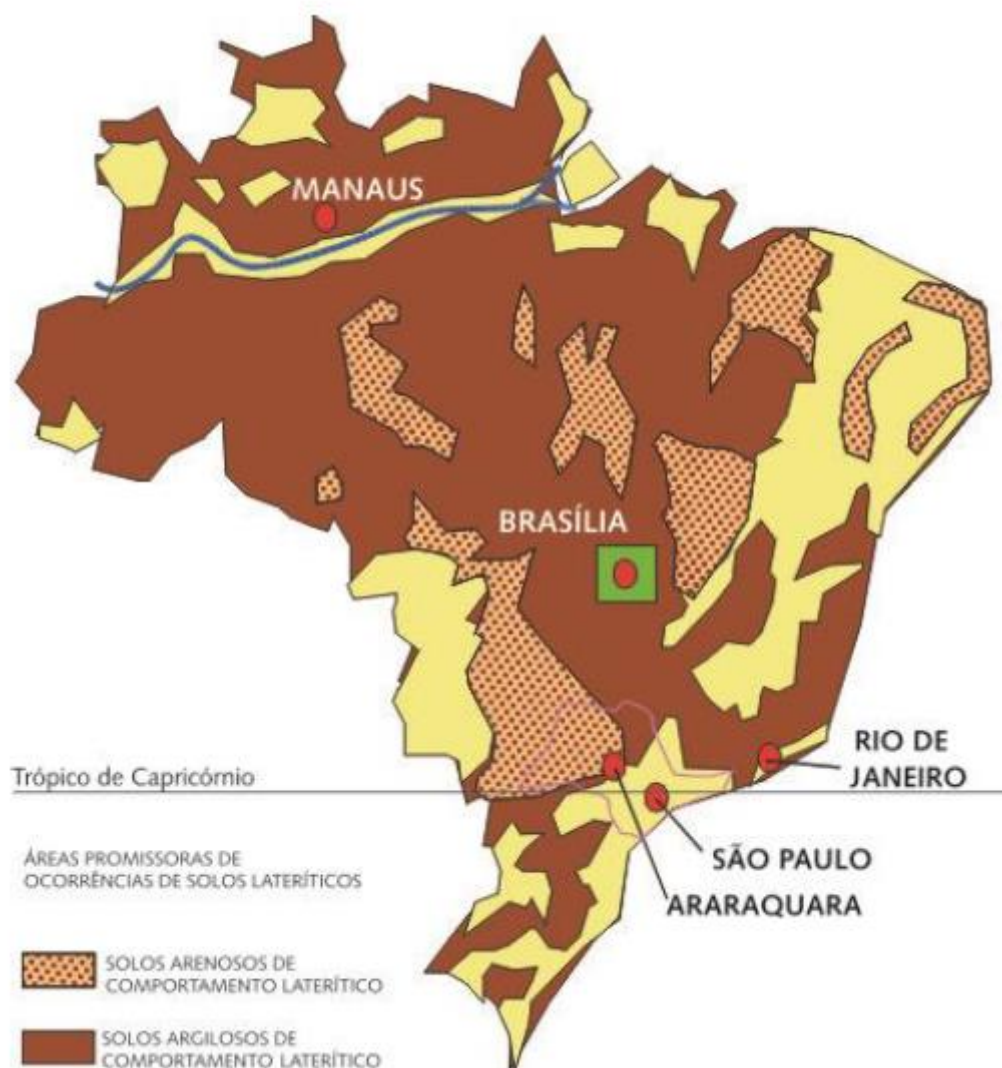 MANAUS
BRASÍLIA
RIO DE
JANEIRO
Trópico de Capricórnio
SÃO PAULO
ARARAQUARA
ÁREAS PROMISSORAS DE
OCORRÊNCIAS DE SOLOS LATERÍTICOS
SOLOS ARENOSOS DE
COMPORTAMENTO LATERÍTICO
SOLOS ARGILOSOS DE
COMPORTAMENTO LATERÍTICO